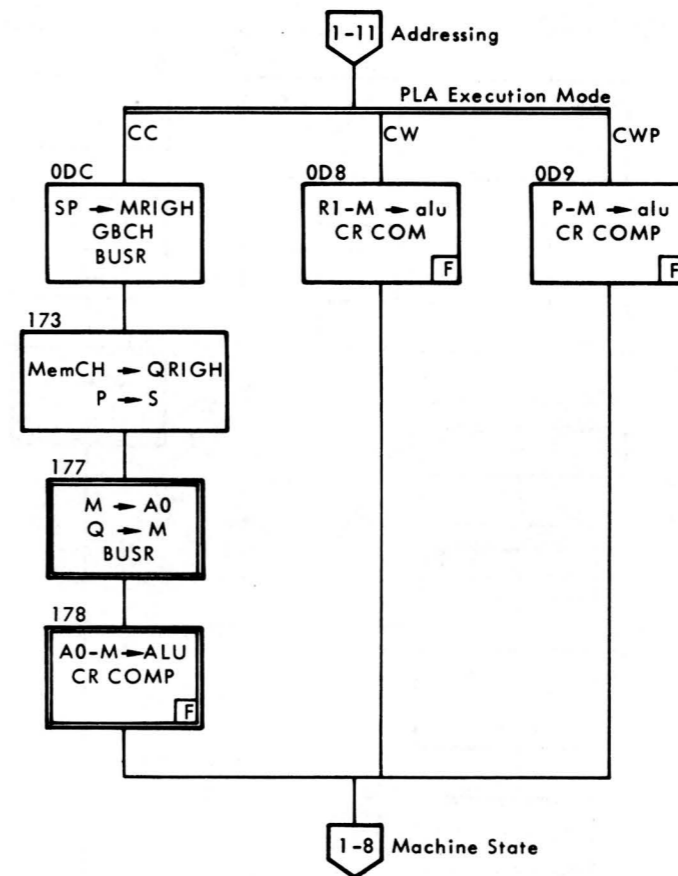 1-11 Addressing
PLA Execution Mode
CC
CW
CWP
0DC
SP → MRIGH
GBCH
BUSR
0D8
R1-M → alu
CR COM
F
0D9
P-M → alu
CR COMP
F
173
MemCH → QRIGH
P → S
177
M → A0
Q → M
BUSR
178
A0-M→ALU
CR COMP
F
1-8 Machine State